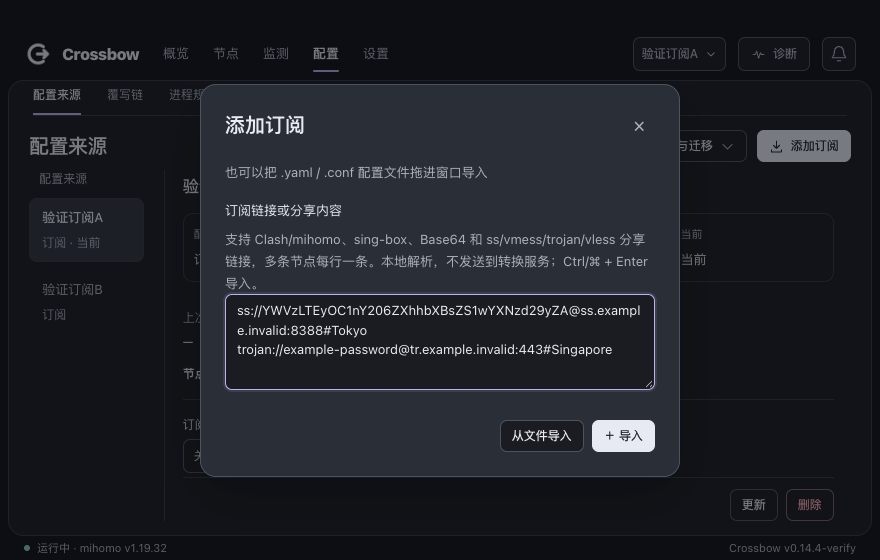 Crossbow 概览 节点 监测 配置 设置 验证订阅A 诊断
配置来源 覆写链
配置来源
与迁移 添加订阅
配置来源
验证订阅A
订阅 · 当前
验证订阅B
订阅
当前
当前
添加订阅
也可以把 .yaml / .conf 配置文件拖进窗口导入
订阅链接或分享内容
支持 Clash/mihomo、sing-box、Base64 和 ss/vmess/trojan/vless 分享
链接，多条节点每行一条。本地解析，不发送到转换服务；Ctrl/⌘ + Enter
导入。
ss://YWVzLTEyOC1nY206ZXhhbXBsZS1wYXNzd29yZA@ss.exampl
e.invalid:8388#Tokyo
trojan://example-password@tr.example.invalid:443#Singapore
从文件导入 + 导入
更新 删除
运行中 · mihomo v1.19.32 Crossbow v0.14.4-verify